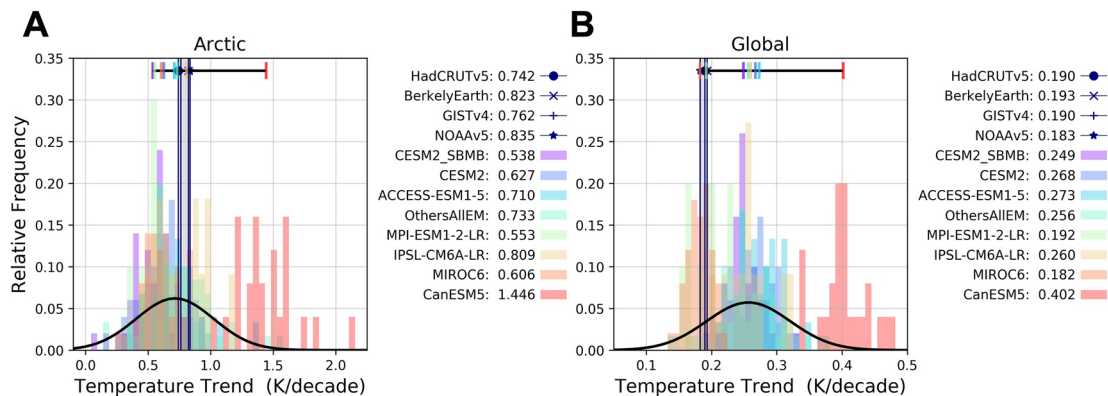 A
Arctic
0.35
0.30
0.25
0.20
0.15
0.10
0.05
0.00
Relative Frequency
0.0 0.5 1.0 1.5 2.0
Temperature Trend (K/decade)
HadCRUTv5: 0.742
BerkelyEarth: 0.823
GISTv4: 0.762
NOAAv5: 0.835
CESM2_SBMB: 0.538
CESM2: 0.627
ACCESS-ESM1-5: 0.710
OthersAllEM: 0.733
MPI-ESM1-2-LR: 0.553
IPSL-CM6A-LR: 0.809
MIROC6: 0.606
CanESM5: 1.446
B
Global
0.35
0.30
0.25
0.20
0.15
0.10
0.05
0.00
0.1 0.2 0.3 0.4 0.5
Temperature Trend (K/decade)
HadCRUTv5: 0.190
BerkelyEarth: 0.193
GISTv4: 0.190
NOAAv5: 0.183
CESM2_SBMB: 0.249
CESM2: 0.268
ACCESS-ESM1-5: 0.273
OthersAllEM: 0.256
MPI-ESM1-2-LR: 0.192
IPSL-CM6A-LR: 0.260
MIROC6: 0.182
CanESM5: 0.402